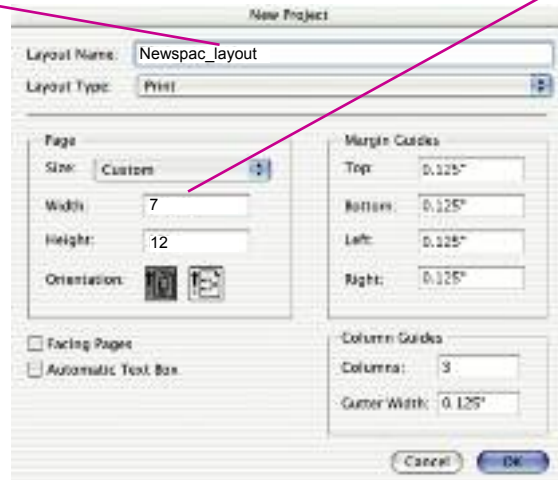 New Project
Layout Name: Newspac_layout
Layout Type: Print
Page
Size: Custom
Width: 7
Height: 12
Orientation:
Margin Guides
Top: 0.125"
Bottom: 0.125"
Left: 0.125"
Right: 0.125"
Facing Pages
Automatic Text Box
Column Guides
Columns: 3
Gutter Width: 0.125"
Cancel OK